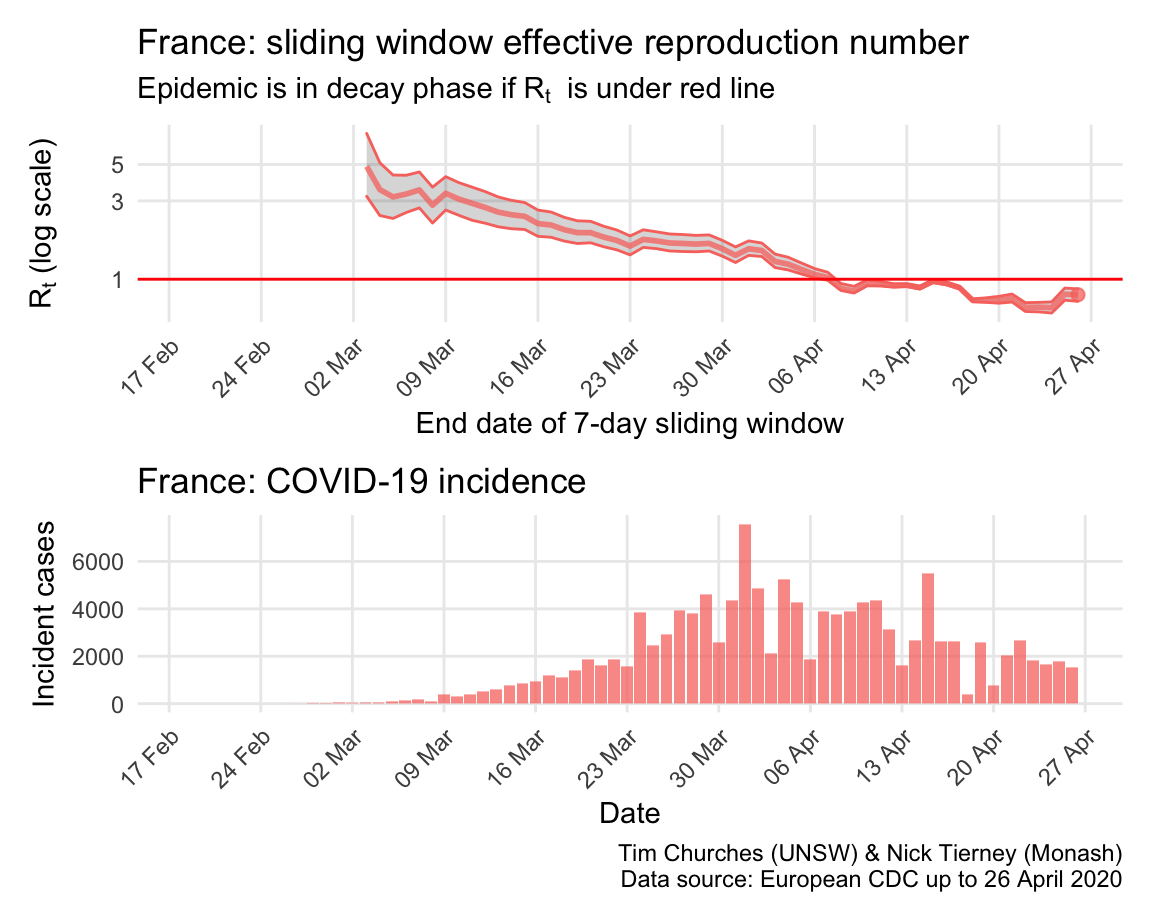 France: sliding window effective reproduction number
Epidemic is in decay phase if Rt is under red line
Rt (log scale)
5
3
1
17 Feb
24 Feb
02 Mar
09 Mar
16 Mar
23 Mar
30 Mar
06 Apr
13 Apr
20 Apr
27 Apr
End date of 7-day sliding window
France: COVID-19 incidence
Incident cases
6000
4000
2000
0
17 Feb
24 Feb
02 Mar
09 Mar
16 Mar
23 Mar
30 Mar
06 Apr
13 Apr
20 Apr
27 Apr
Date
Tim Churches (UNSW) & Nick Tierney (Monash)
Data source: European CDC up to 26 April 2020